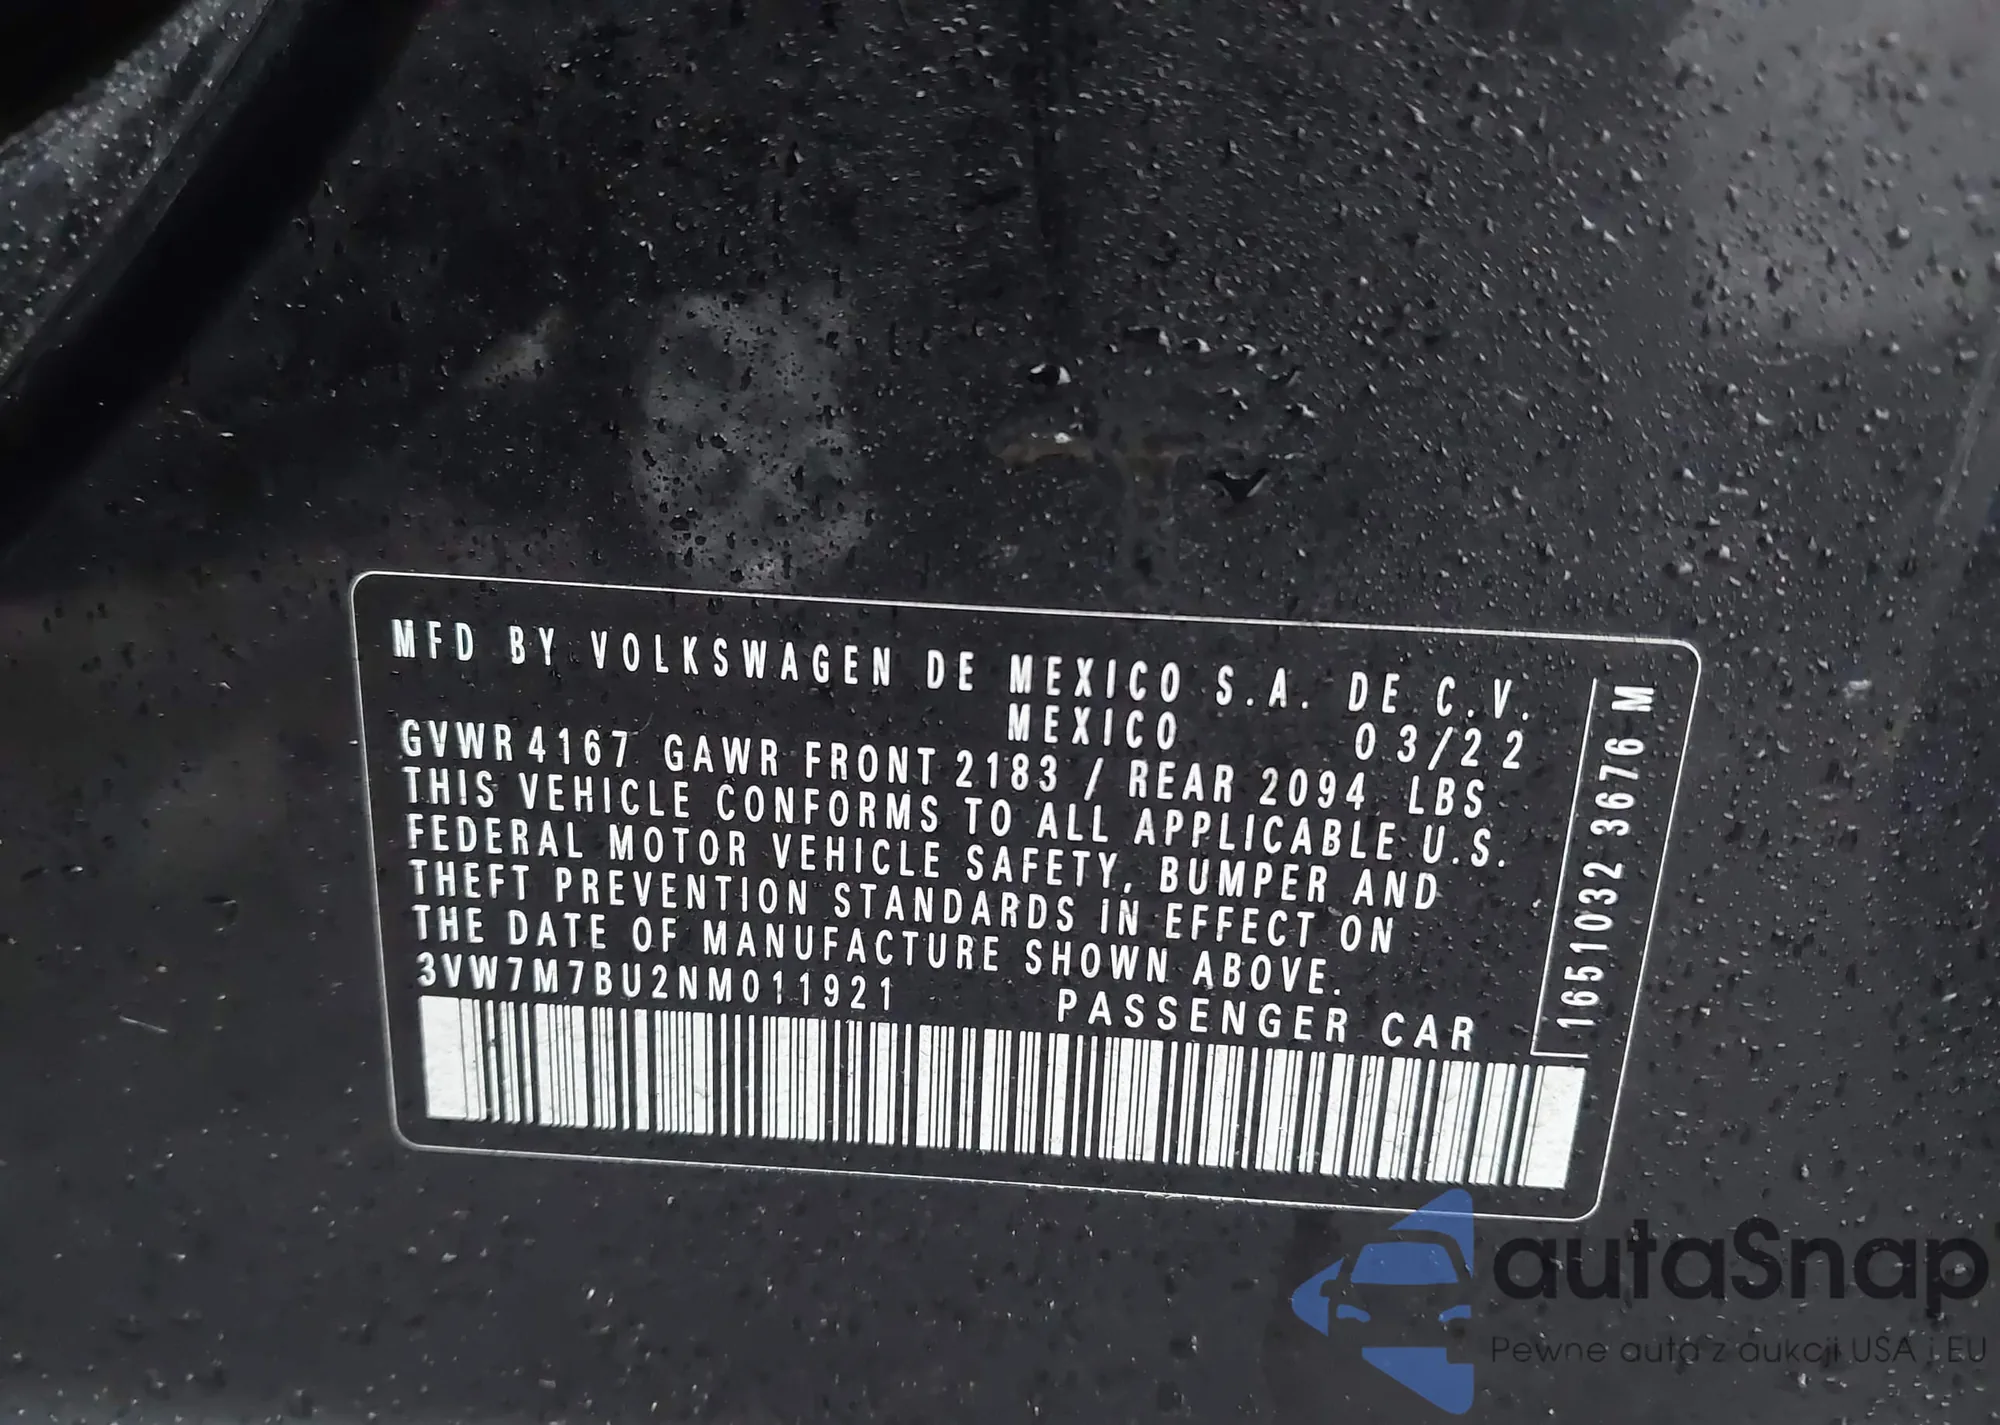 MFD BY VOLKSWAGEN DE MEXICO S.A. DE C.V.
MEXICO 03/22
GVWR 4167 GAWR FRONT 2183 / REAR 2094 LBS
THIS VEHICLE CONFORMS TO ALL APPLICABLE U.S.
FEDERAL MOTOR VEHICLE SAFETY, BUMPER AND
THEFT PREVENTION STANDARDS IN EFFECT ON
THE DATE OF MANUFACTURE SHOWN ABOVE.
3VW7M7BU2NM011921 PASSENGER CAR
1651032 3676 M
autaSnap
Pewne auta z aukcji USA i EU